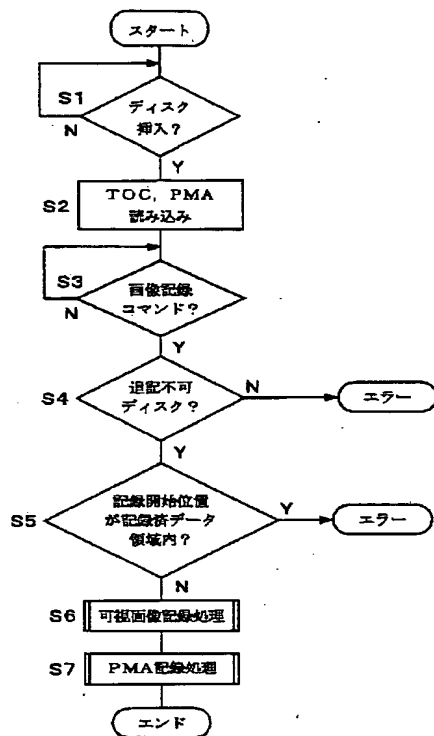 スタート
S1
ディスク
挿入?
N
Y
S2
TOC, PMA
読み込み
S3
画像記録
コマンド?
N
Y
S4
追記不可
ディスク?
N
エラー
Y
S5
記録開始位置
が記録済データ
領域内?
Y
エラー
N
S6
可視画像記録処理
S7
PMA記録処理
エンド